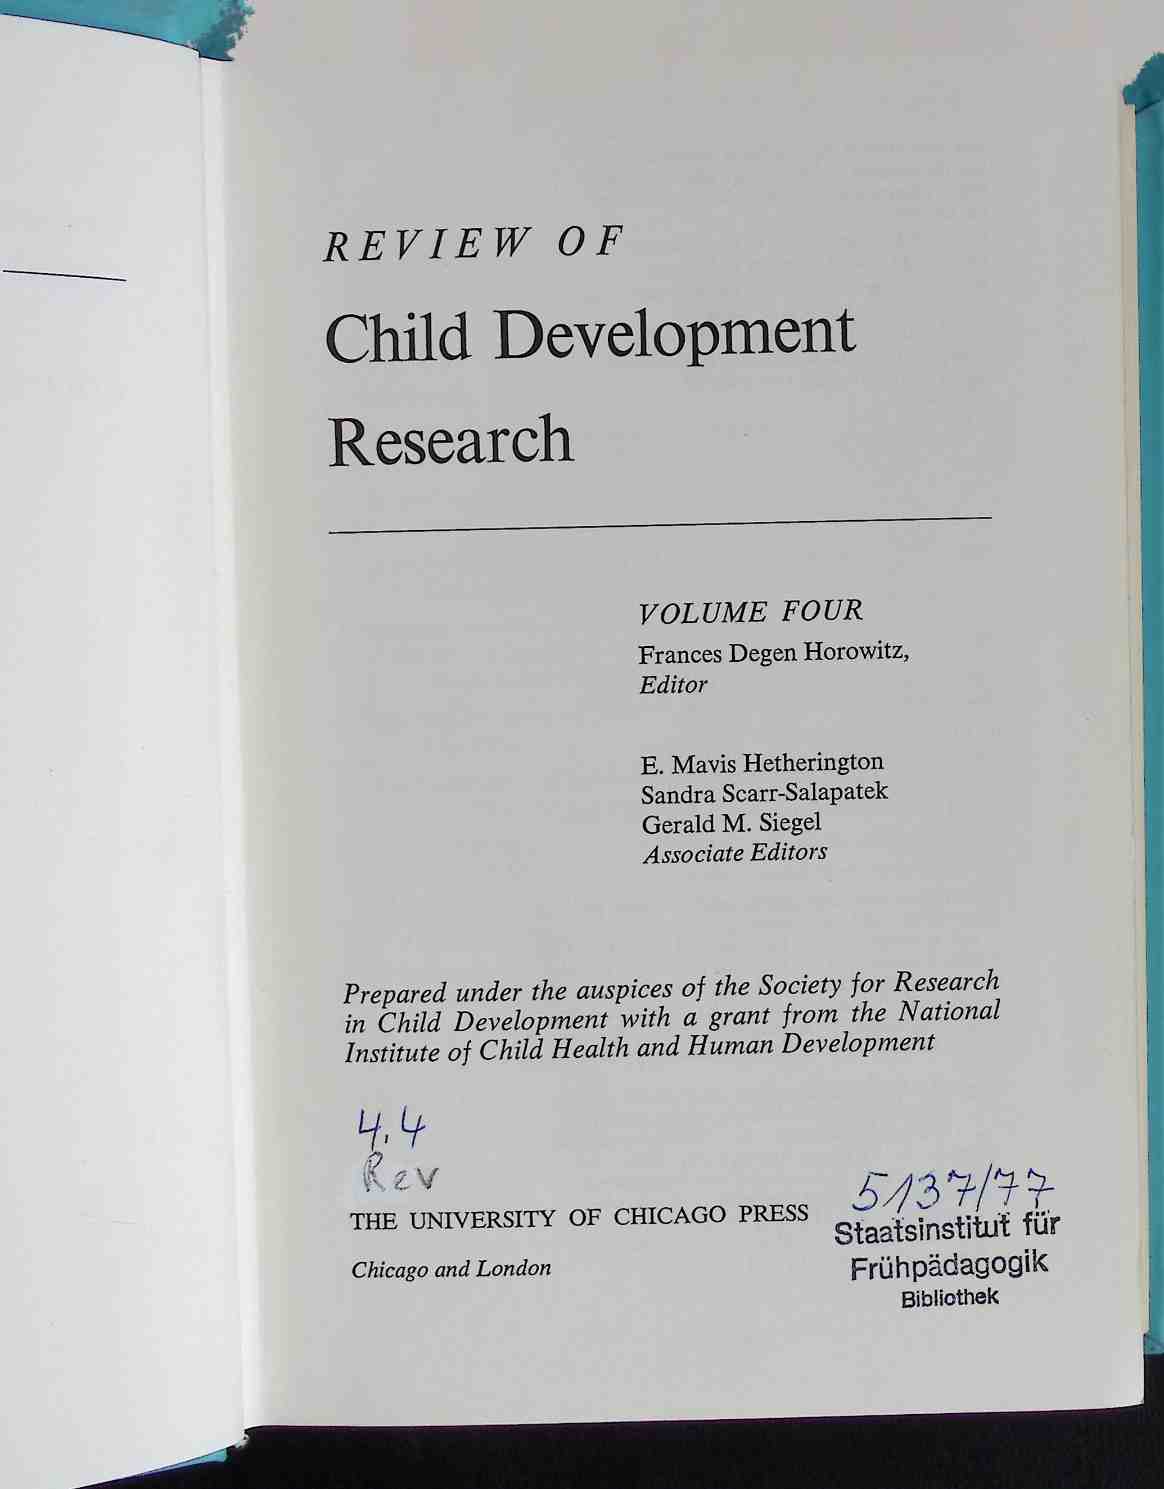 REVIEW OF
Child Development
Research
VOLUME FOUR
Frances Degen Horowitz,
Editor
E. Mavis Hetherington
Sandra Scarr-Salapatek
Gerald M. Siegel
Associate Editors
Prepared under the auspices of the Society for Research
in Child Development with a grant from the National
Institute of Child Health and Human Development
4.4
Rev
THE UNIVERSITY OF CHICAGO PRESS
Chicago and London
5137/77
Staatsinstitut für
Frühpädagogik
Bibliothek